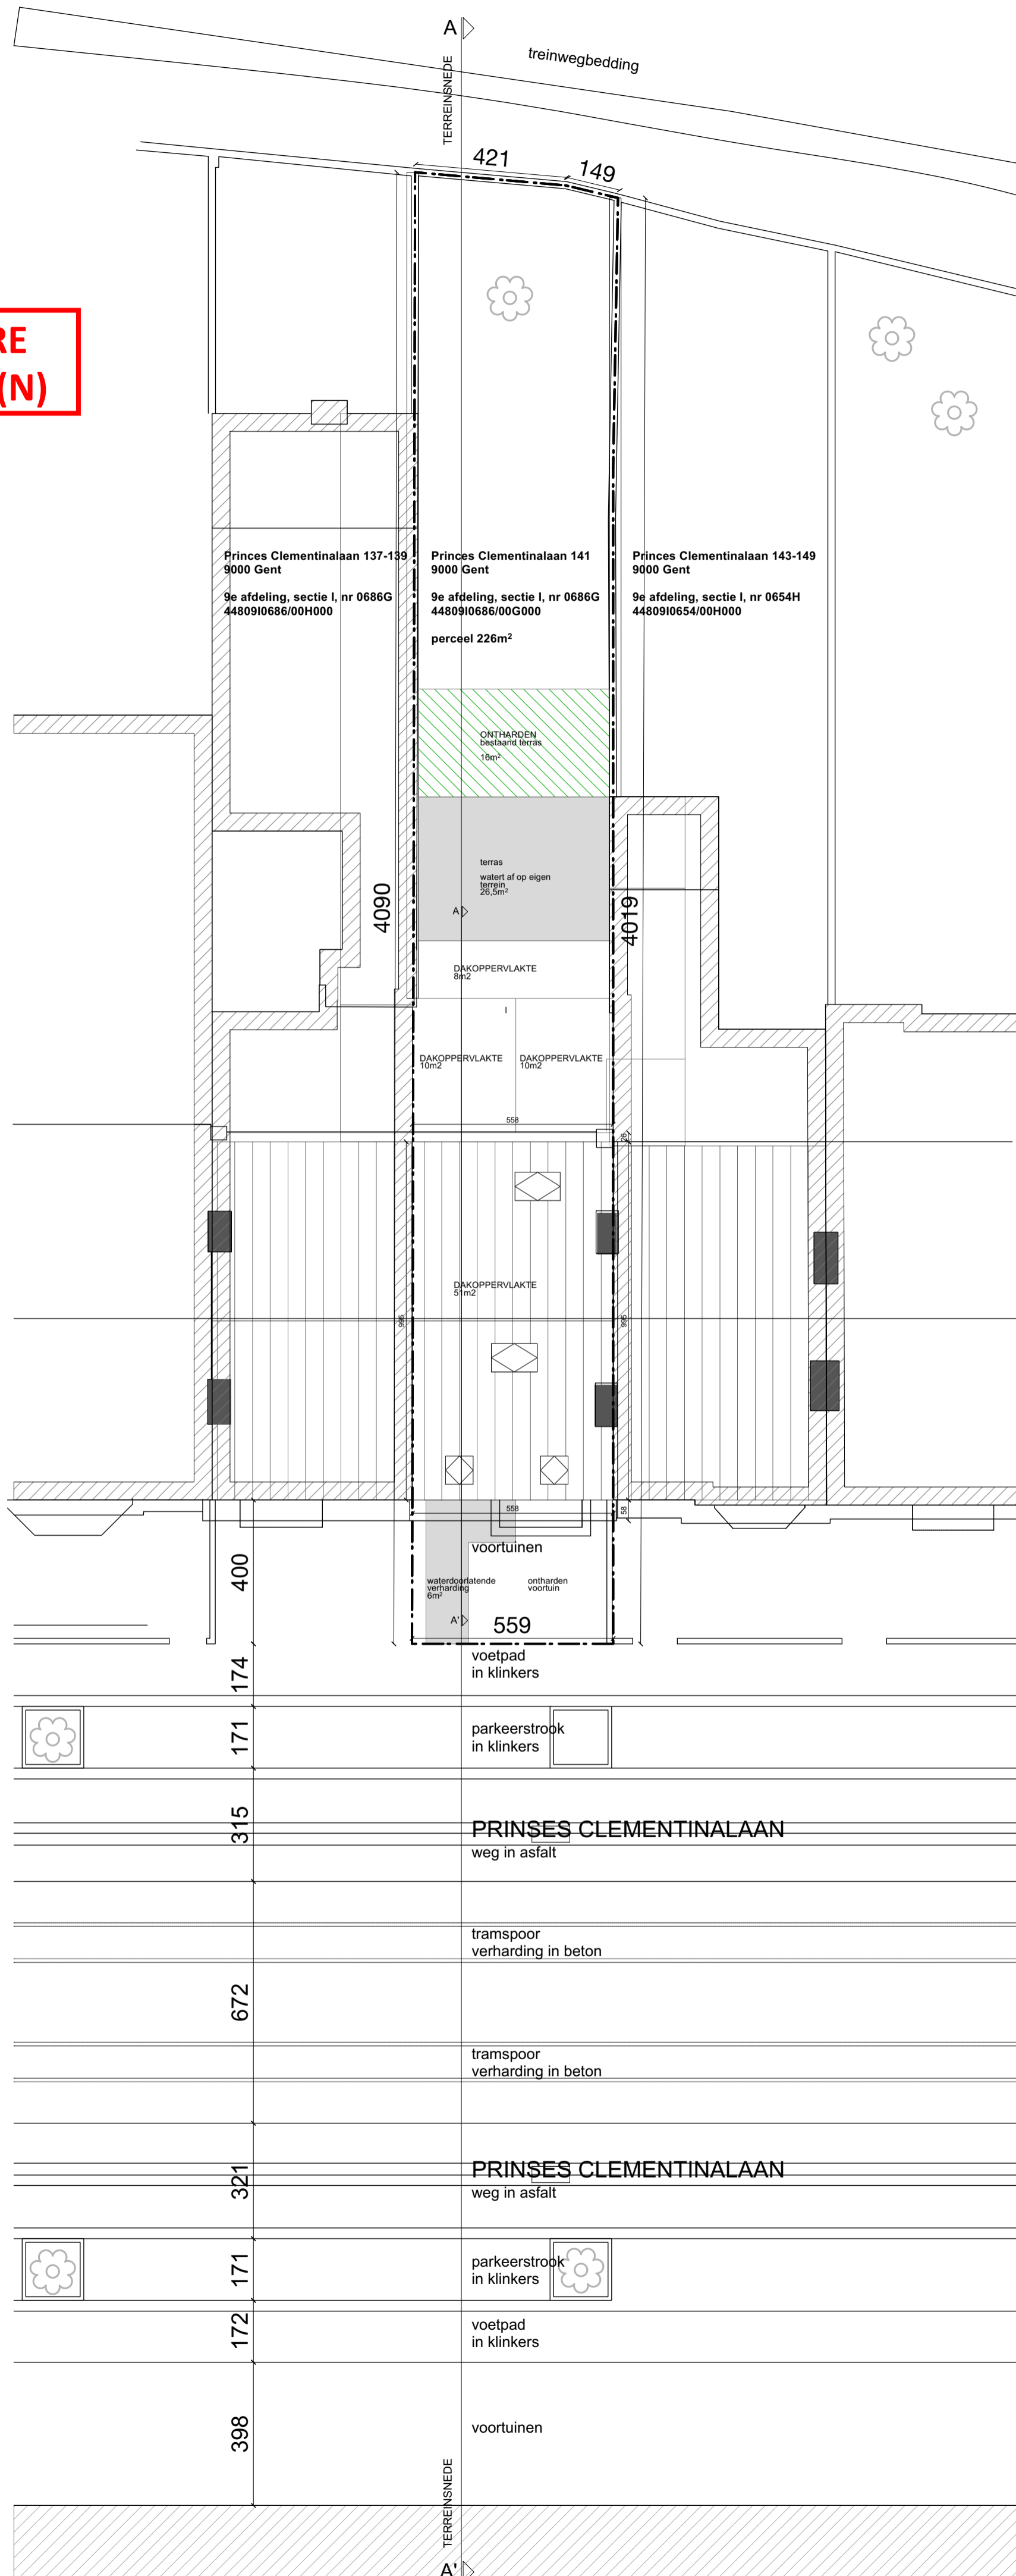 A
treinwegbedding
TERREINSNEDE
421
149
RE
(N)
Princes Clementinalaan 137-139
9000 Gent
9e afdeling, sectie I, nr 0686G
44809I0686/00H000
Princes Clementinalaan 141
9000 Gent
9e afdeling, sectie I, nr 0686G
44809I0686/00G000
perceel 226m²
Princes Clementinalaan 143-149
9000 Gent
9e afdeling, sectie I, nr 0654H
44809I0654/00H000
ONTHARDEN
bestaand terras
16m²
terras
watert af op eigen
terrein
26,5m²
4090
4019
A
DAKOPPERVLAKTE
8m2
DAKOPPERVLAKTE
10m2
DAKOPPERVLAKTE
10m2
558
26
DAKOPPERVLAKTE
51m2
995
995
558
58
voortuinen
400
waterdoorlatende
verharding
6m²
ontharden
voortuin
A'
559
174
voetpad
in klinkers
171
parkeerstrook
in klinkers
315
PRINSES CLEMENTINALAAN
weg in asfalt
tramspoor
verharding in beton
672
tramspoor
verharding in beton
321
PRINSES CLEMENTINALAAN
weg in asfalt
171
parkeerstrook
in klinkers
172
voetpad
in klinkers
398
voortuinen
TERREINSNEDE
A'